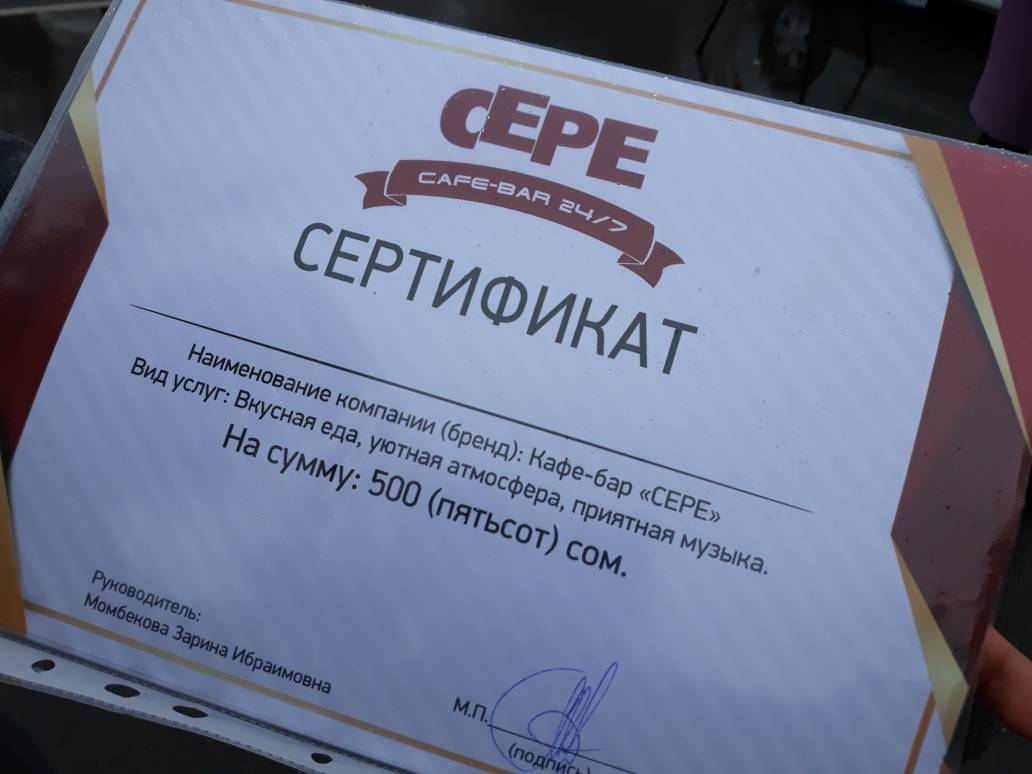 СЕРЕ
CAFE-BAR 24/7
СЕРТИФИКАТ
Наименование компании (бренд): Кафе-бар «СЕРЕ»
Вид услуг: Вкусная еда, уютная атмосфера, приятная музыка.
На сумму: 500 (пятьсот) сом.
Руководитель:
Момбекова Зарина Ибраимовна
М.П.
(подпись)